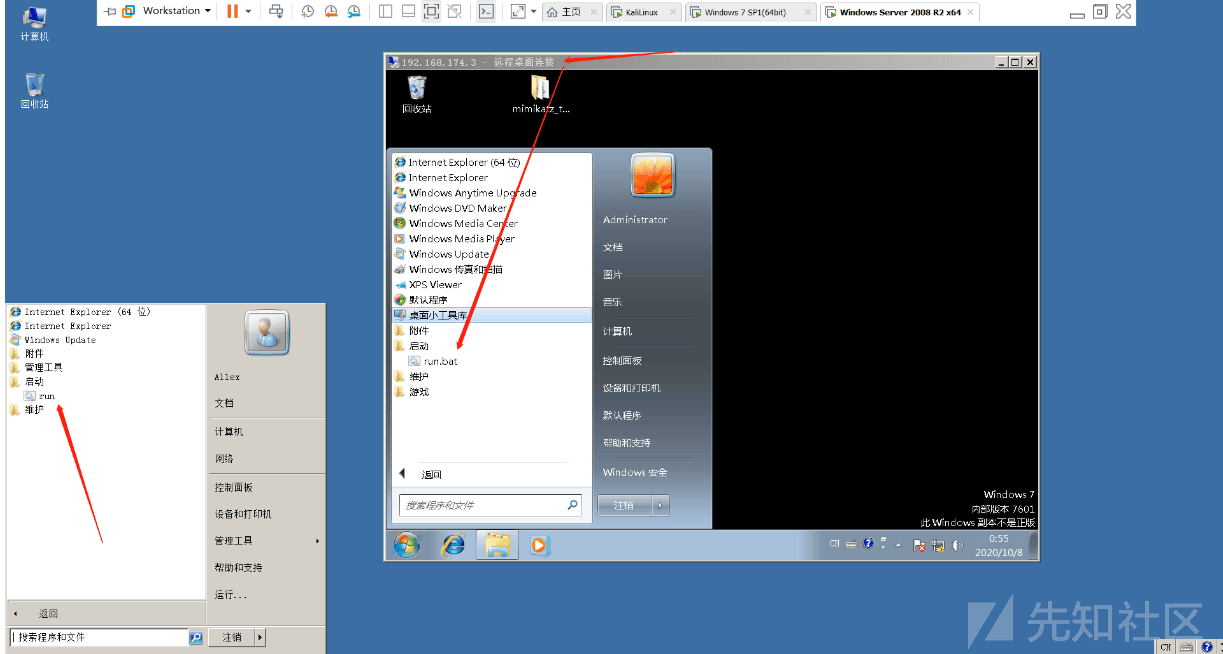 Workstation
主页
KaliLinux
Windows 7 SP1(64bit)
Windows Server 2008 R2 x64
计算机
回收站
192.168.174.3 - 远程桌面连接
回收站
mimikatz_t...
Internet Explorer (64 位)
Internet Explorer
Windows Anytime Upgrade
Windows DVD Maker
Windows Media Center
Windows Media Player
Windows Update
Windows 传真和扫描
XPS Viewer
默认程序
桌面小工具库
附件
启动
run.bat
维护
游戏
返回
搜索程序和文件
Administrator
文档
图片
音乐
计算机
控制面板
设备和打印机
默认程序
帮助和支持
Windows 安全
注销
Windows 7
内部版本 7601
此 Windows 副本不是正版
CH
0:55
2020/10/8
Internet Explorer (64 位)
Internet Explorer
Windows Update
附件
管理工具
启动
run
维护
返回
搜索程序和文件
Allex
文档
计算机
网络
控制面板
设备和打印机
管理工具
帮助和支持
运行...
注销
先知社区
CH